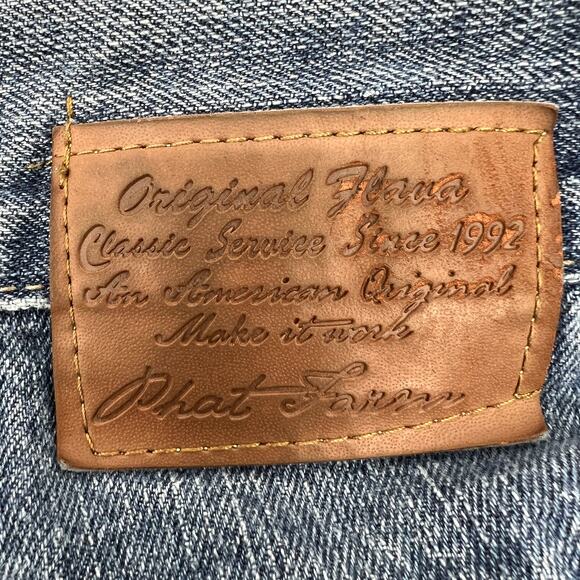 Original Flava
Classic Service Since 1992
An American Original
Make it work
Phat Farm